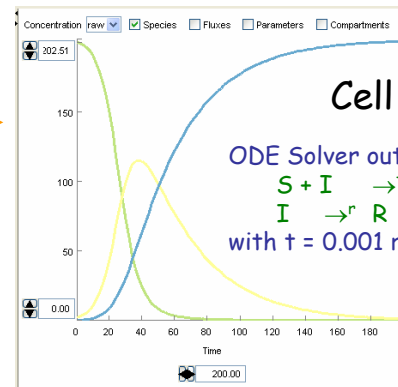 Concentration raw Species Fluxes Parameters Compartments
202.51
150
100
50
0.00
0 20 40 60 80 100 120 140 160 180
Time
200.00
Cell
ODE Solver out
S + I →
I →r R
with t = 0.001